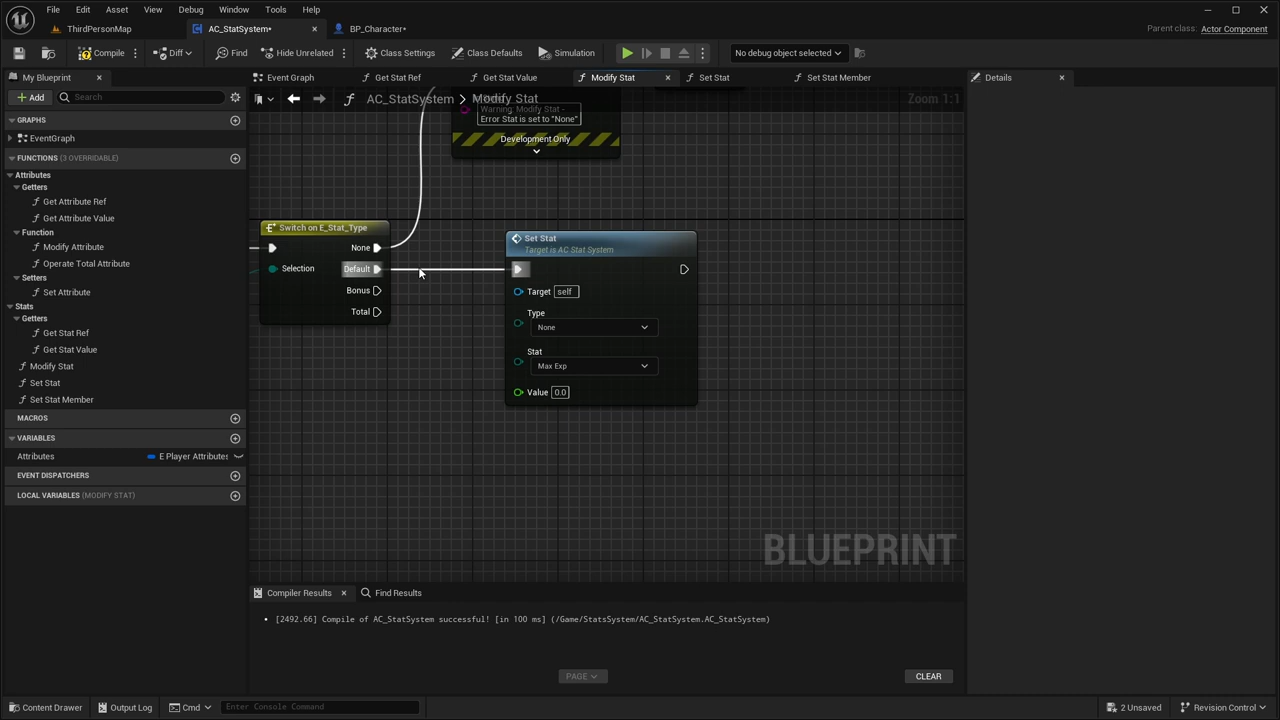 File Edit Asset View Debug Window Tools Help
ThirdPersonMap
AC_StatSystem*
BP_Character*
Parent class: Actor Component
Compile
Diff
Find
Hide Unrelated
Class Settings
Class Defaults
Simulation
No debug object selected
My Blueprint
Event Graph
Get Stat Ref
Get Stat Value
Modify Stat
Set Stat
Set Stat Member
Details
Add
Search
AC_StatSystem > Modify Stat
Zoom 1:1
GRAPHS
EventGraph
FUNCTIONS (3 OVERRIDABLE)
Attributes
Getters
Get Attribute Ref
Get Attribute Value
Function
Modify Attribute
Operate Total Attribute
Setters
Set Attribute
Stats
Getters
Get Stat Ref
Get Stat Value
Modify Stat
Set Stat
Set Stat Member
MACROS
VARIABLES
Attributes
E Player Attributes
EVENT DISPATCHERS
LOCAL VARIABLES (MODIFY STAT)
Warning: Modify Stat -
Error Stat is set to "None"
Development Only
Switch on E_Stat_Type
None
Selection
Default
Bonus
Total
Set Stat
Target is AC Stat System
Target self
Type
None
Stat
Max Exp
Value 0.0
BLUEPRINT
Compiler Results
Find Results
[2492.66] Compile of AC_StatSystem successful! [in 100 ms] (/Game/StatsSystem/AC_StatSystem.AC_StatSystem)
PAGE
CLEAR
Content Drawer
Output Log
Cmd
Enter Console Command
2 Unsaved
Revision Control